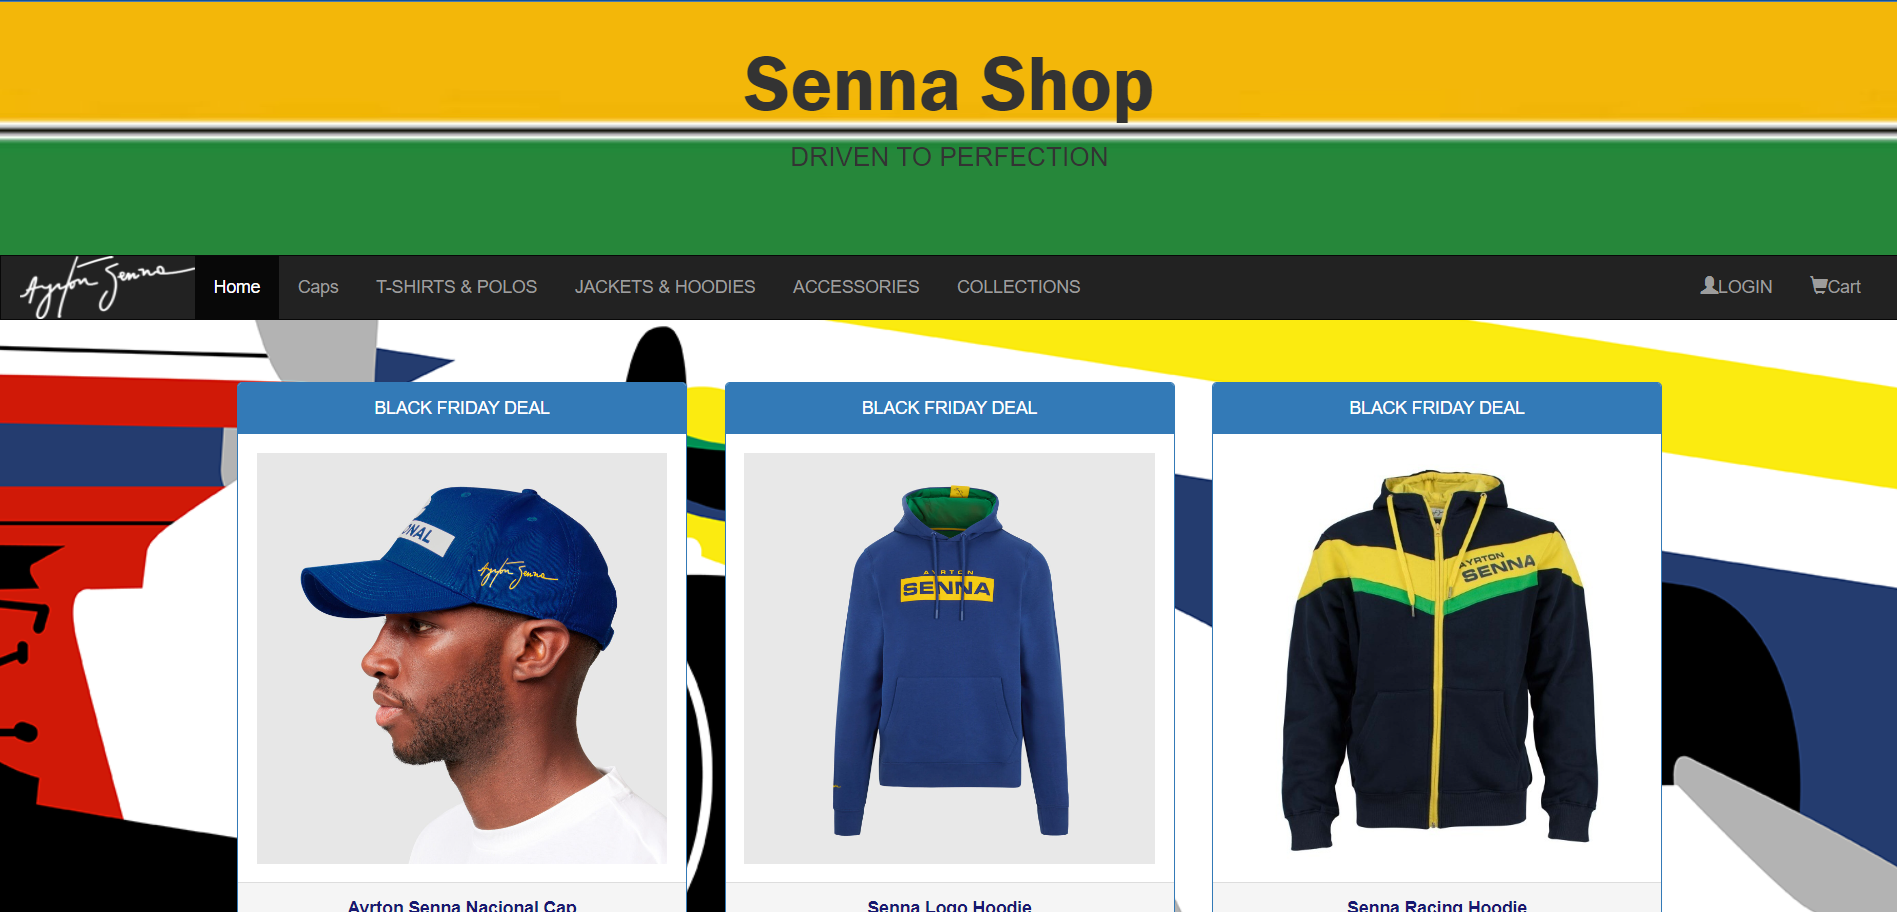 Senna Shop
DRIVEN TO PERFECTION
Ayrton Senna
Home
Caps
T-SHIRTS & POLOS
JACKETS & HOODIES
ACCESSORIES
COLLECTIONS
LOGIN
Cart
BLACK FRIDAY DEAL
BLACK FRIDAY DEAL
BLACK FRIDAY DEAL
ONAL
Ayrton Senna
AYRTON
SENNA
AYRTON
SENNA
Ayrton Senna Nacional Cap
Senna Logo Hoodie
Senna Racing Hoodie